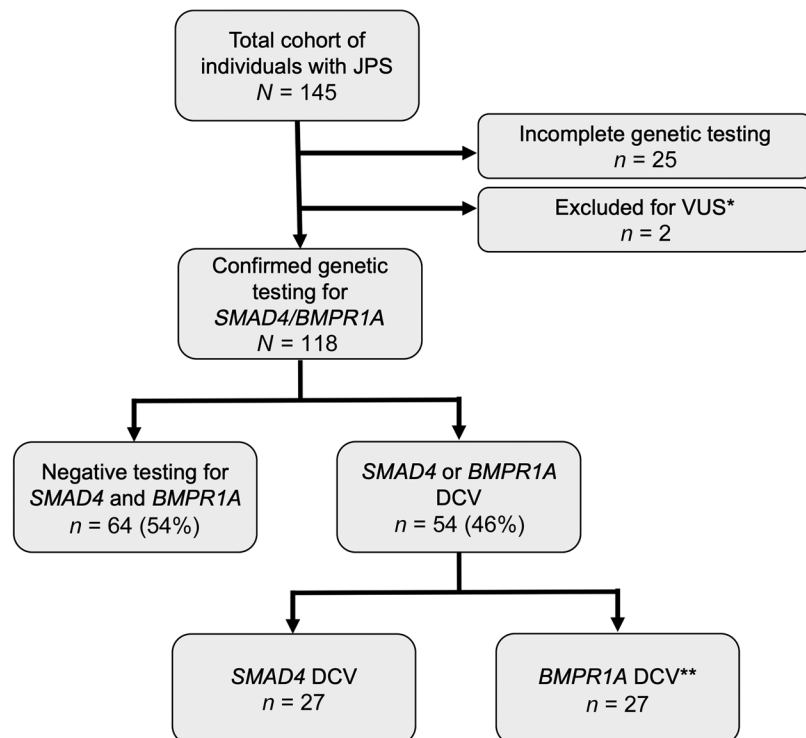 Total cohort of
individuals with JPS
N = 145
Incomplete genetic testing
n = 25
Excluded for VUS*
n = 2
Confirmed genetic
testing for
SMAD4/BMPR1A
N = 118
Negative testing for
SMAD4 and BMPR1A
n = 64 (54%)
SMAD4 or BMPR1A
DCV
n = 54 (46%)
SMAD4 DCV
n = 27
BMPR1A DCV**
n = 27